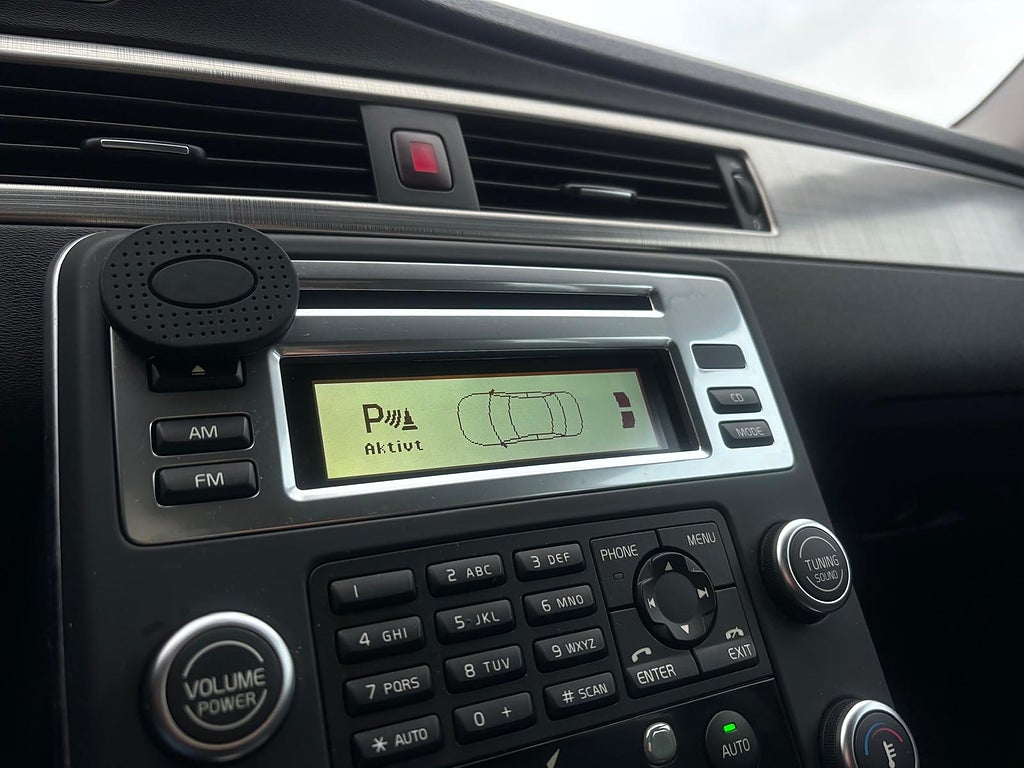 P
Aktivt
AM
FM
CD
MODE
1
2 ABC
3 DEF
PHONE
MENU
4 GHI
5 JKL
6 MNO
7 PQRS
8 TUV
9 WXYZ
ENTER
EXIT
* AUTO
0 +
# SCAN
VOLUME
POWER
TUNING
SOUND
AUTO